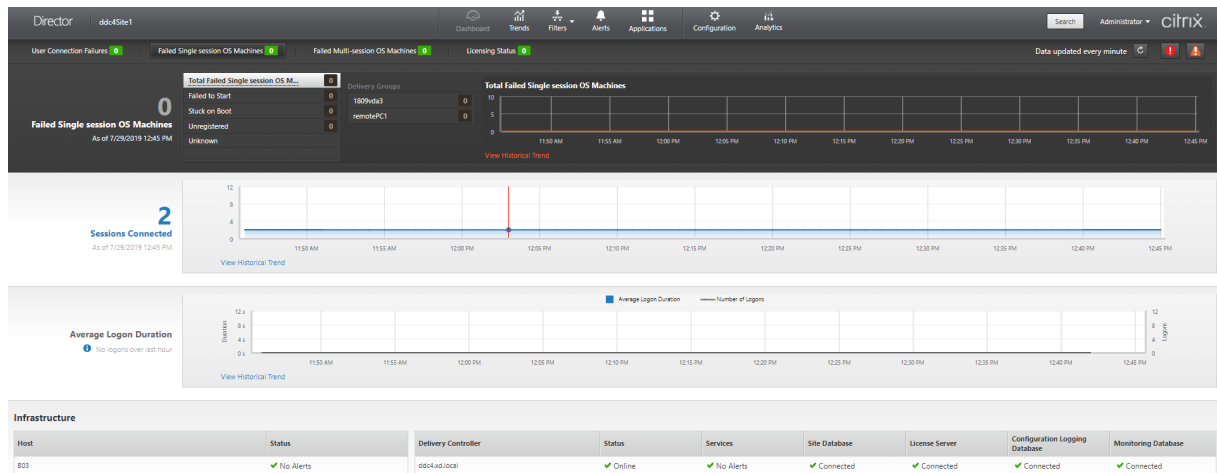 Director ddc4Site1 Dashboard Trends Filters Alerts Applications Configuration Analytics Search Administrator citrix
User Connection Failures 0 Failed Single session OS Machines 0 Failed Multi-session OS Machines 0 Licensing Status 0 Data updated every minute
0
Failed Single session OS Machines
As of 7/29/2019 12:45 PM
Total Failed Single session OS M... 0
Failed to Start 0
Stuck on Boot 0
Unregistered 0
Unknown
Delivery Groups
1809vda3 0
remotePC1 0
Total Failed Single session OS Machines
10
5
0
11:50 AM 11:55 AM 12:00 PM 12:05 PM 12:10 PM 12:15 PM 12:20 PM 12:25 PM 12:30 PM 12:35 PM 12:40 PM 12:45 PM
View Historical Trend
2
Sessions Connected
As of 7/29/2019 12:45 PM
12
8
4
0
11:50 AM 11:55 AM 12:00 PM 12:05 PM 12:10 PM 12:15 PM 12:20 PM 12:25 PM 12:30 PM 12:35 PM 12:40 PM 12:45 PM
View Historical Trend
Average Logon Duration
No logons over last hour
Average Logon Duration Number of Logons
Duration
12 s
8 s
4 s
0 s
12
8
4
0
Logons
11:50 AM 11:55 AM 12:00 PM 12:05 PM 12:10 PM 12:15 PM 12:20 PM 12:25 PM 12:30 PM 12:35 PM 12:40 PM 12:45 PM
View Historical Trend
Infrastructure
Host Status Delivery Controller Status Services Site Database License Server Configuration Logging Database Monitoring Database
B03 No Alerts ddc4.xd.local Online No Alerts Connected Connected Connected Connected